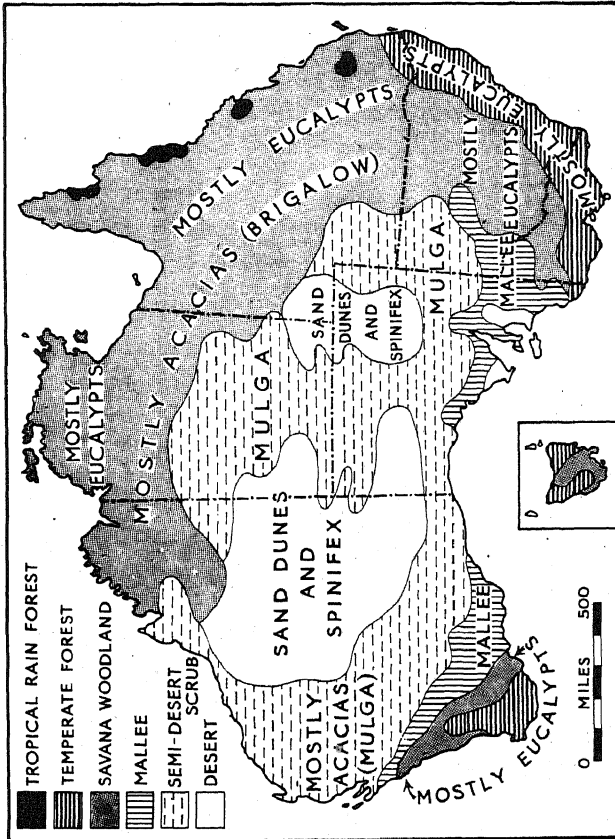 TROPICAL RAIN FOREST
TEMPERATE FOREST
SAVANA WOODLAND
MALLEE
SEMI-DESERT
SCRUB
DESERT
MOSTLY
EUCALYPTS
MOSTLY ACACIAS (BRIGALOW)
MOSTLY EUCALYPTS
MULGA
SAND DUNES
AND
SPINIFEX
SAND
DUNES
AND
SPINIFEX
MOSTLY
ACACIAS
(MULGA)
MULGA
MALLEE
MOSTLY EUCALYPTS
MALLEE
MOSTLY
EUCALYPTS
MOSTLY EUCALYPTS
MOSTLY
EUCALYPTS
0 MILES 500